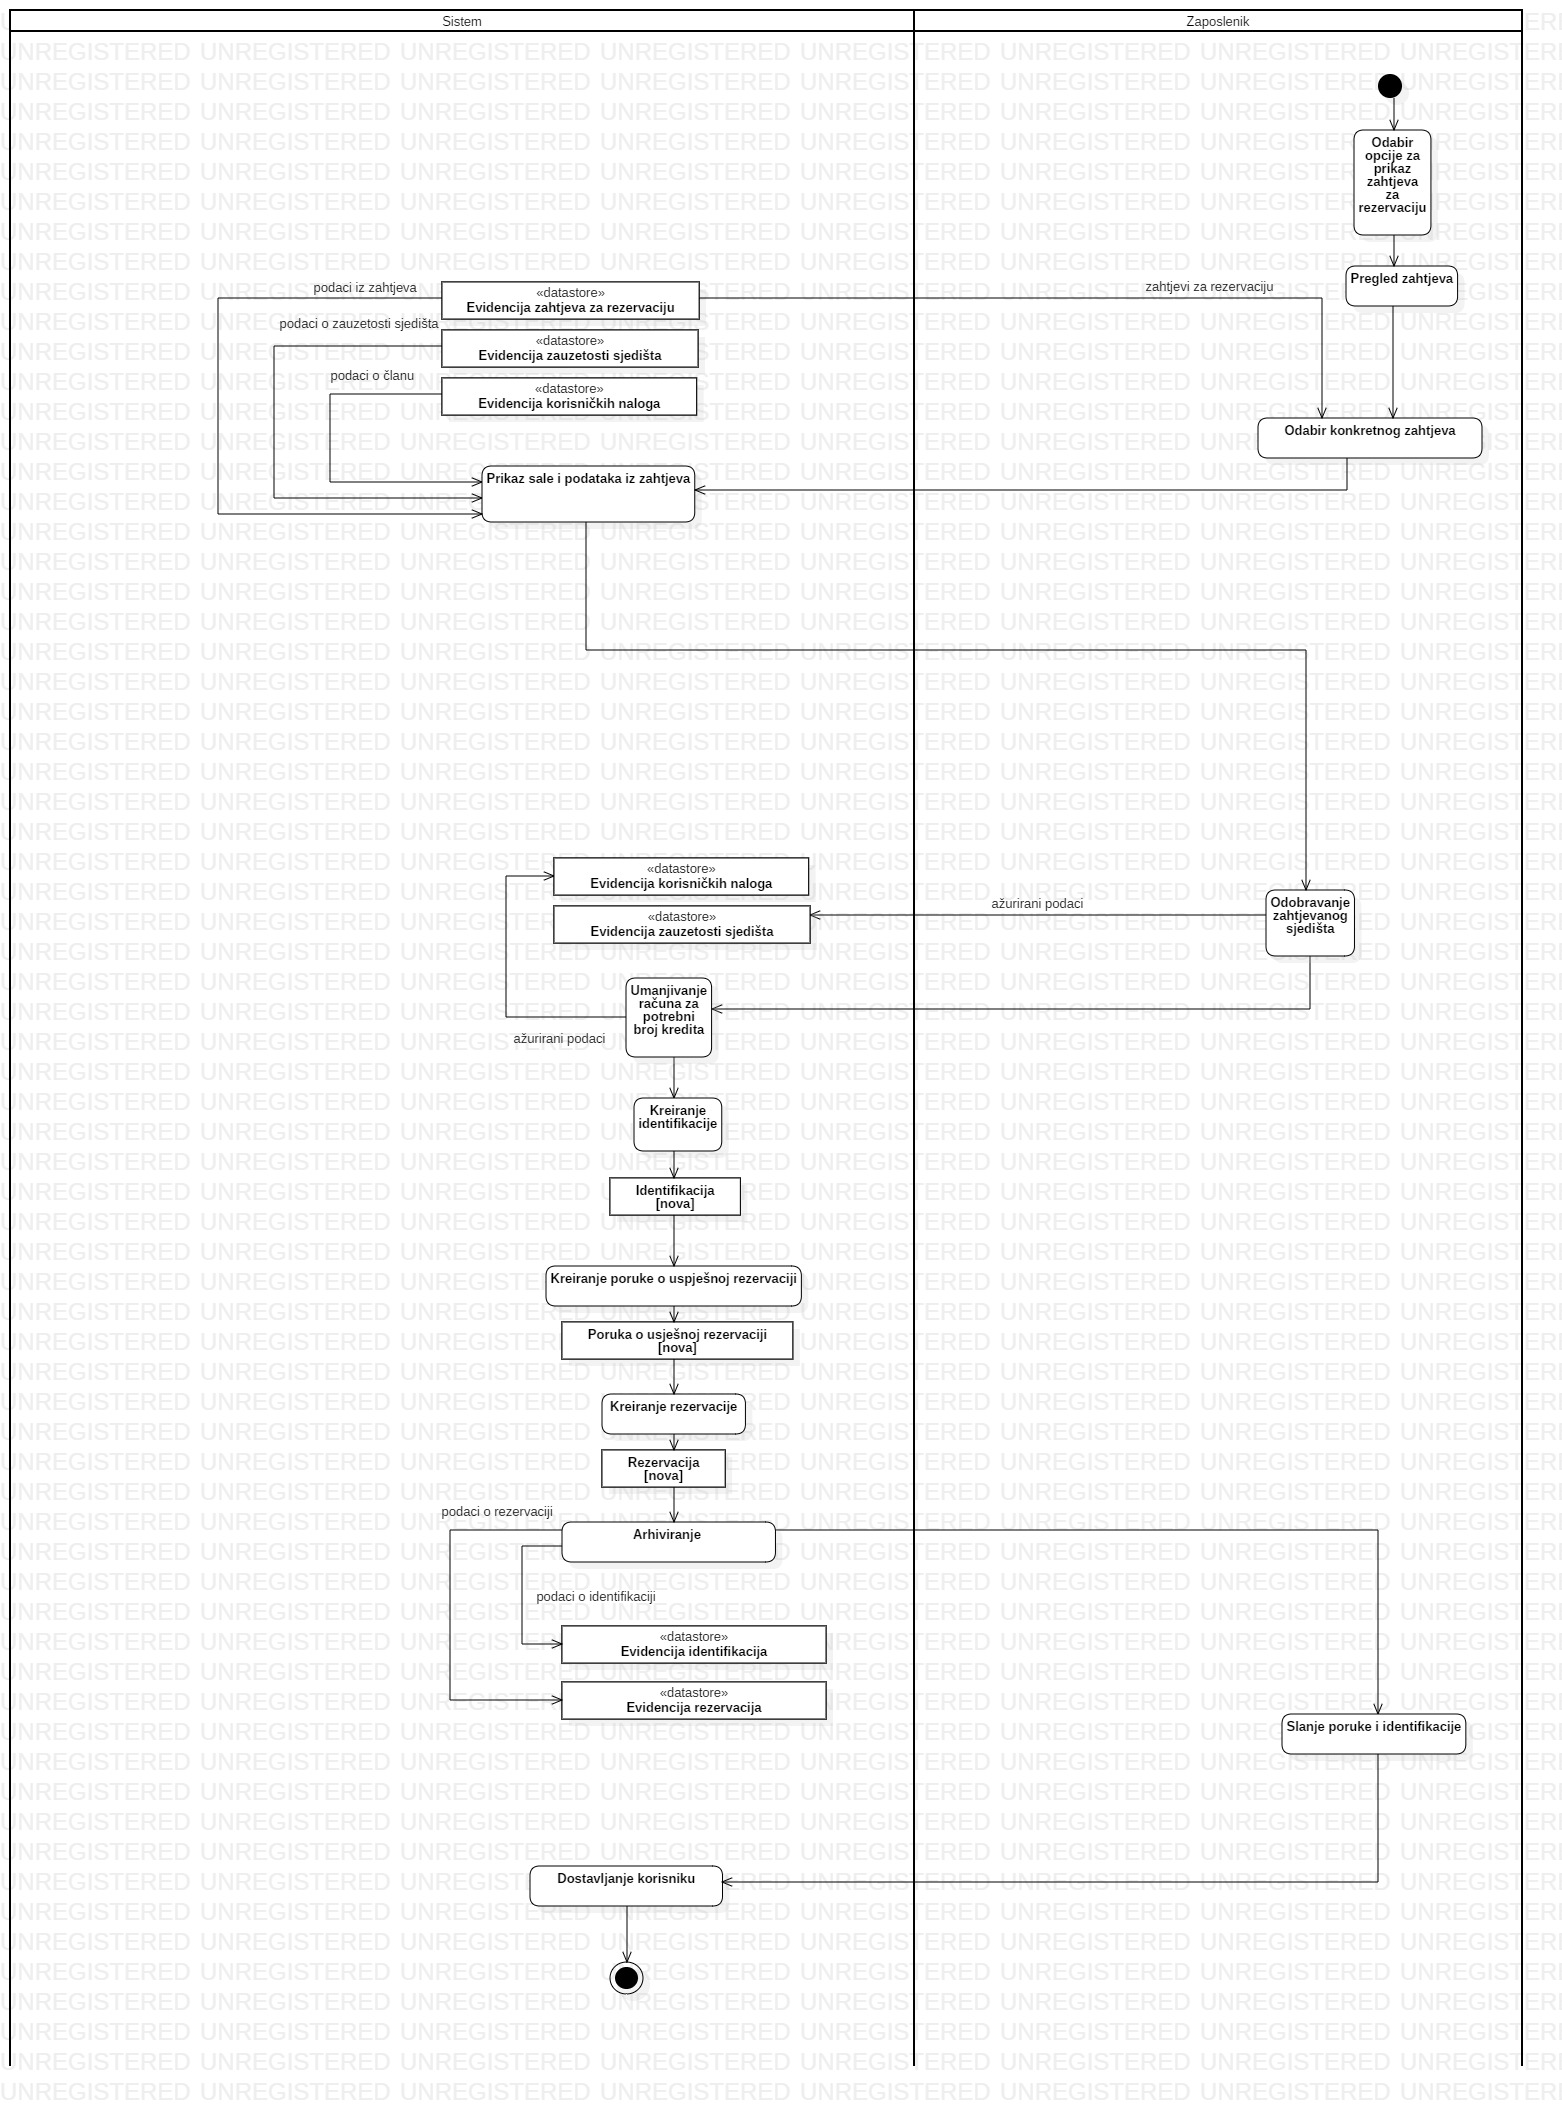 Sistem
Zaposlenik
Odabir
opcije za
prikaz
zahtjeva
za
rezervaciju
Pregled zahtjeva
podaci iz zahtjeva
«datastore»
Evidencija zahtjeva za rezervaciju
zahtjevi za rezervaciju
podaci o zauzetosti sjedišta
«datastore»
Evidencija zauzetosti sjedišta
podaci o članu
«datastore»
Evidencija korisničkih naloga
Odabir konkretnog zahtjeva
Prikaz sale i podataka iz zahtjeva
«datastore»
Evidencija korisničkih naloga
«datastore»
Evidencija zauzetosti sjedišta
ažurirani podaci
Odobravanje
zahtjevanog
sjedišta
Umanjivanje
računa za
potrebni
broj kredita
ažurirani podaci
Kreiranje
identifikacije
Identifikacija
[nova]
Kreiranje poruke o uspješnoj rezervaciji
Poruka o usješnoj rezervaciji
[nova]
Kreiranje rezervacije
Rezervacija
[nova]
podaci o rezervaciji
Arhiviranje
podaci o identifikaciji
«datastore»
Evidencija identifikacija
«datastore»
Evidencija rezervacija
Slanje poruke i identifikacije
Dostavljanje korisniku
UNREGISTERED